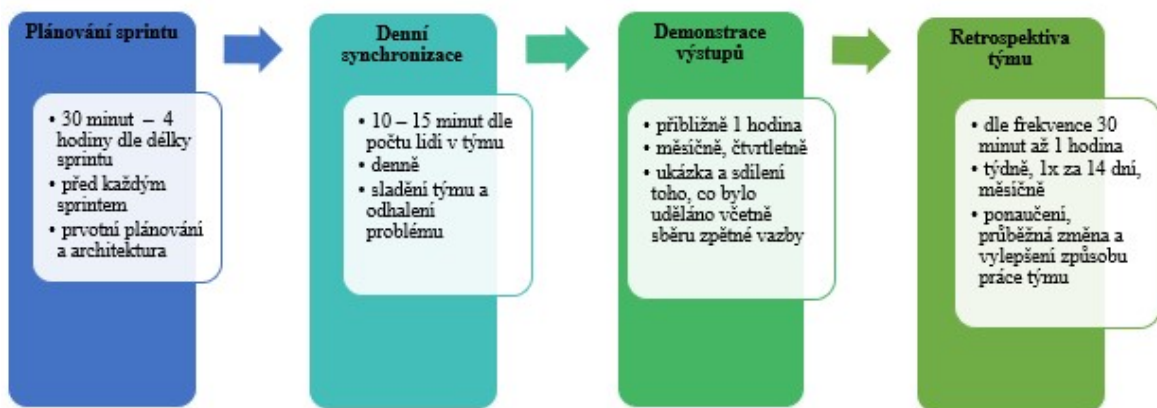 Plánování sprintu
• 30 minut – 4
hodiny dle délky
sprintu
• před každým
sprintem
• prvotní plánování
a architektura
Denní
synchronizace
• 10 – 15 minut dle
počtu lidí v týmu
• denně
• sladění týmu a
odhalení
problému
Demonstrace
výstupů
• přibližně 1 hodina
• měsíčně, čtvrtletně
• ukázka a sdílení
toho, co bylo
uděláno včetně
sběru zpětné vazby
Retrospektiva
týmu
• dle frekvence 30
minut až 1 hodina
• týdně, 1x za 14 dní,
měsíčně
• ponaučení,
průběžná změna a
vylepšení způsobu
práce týmu